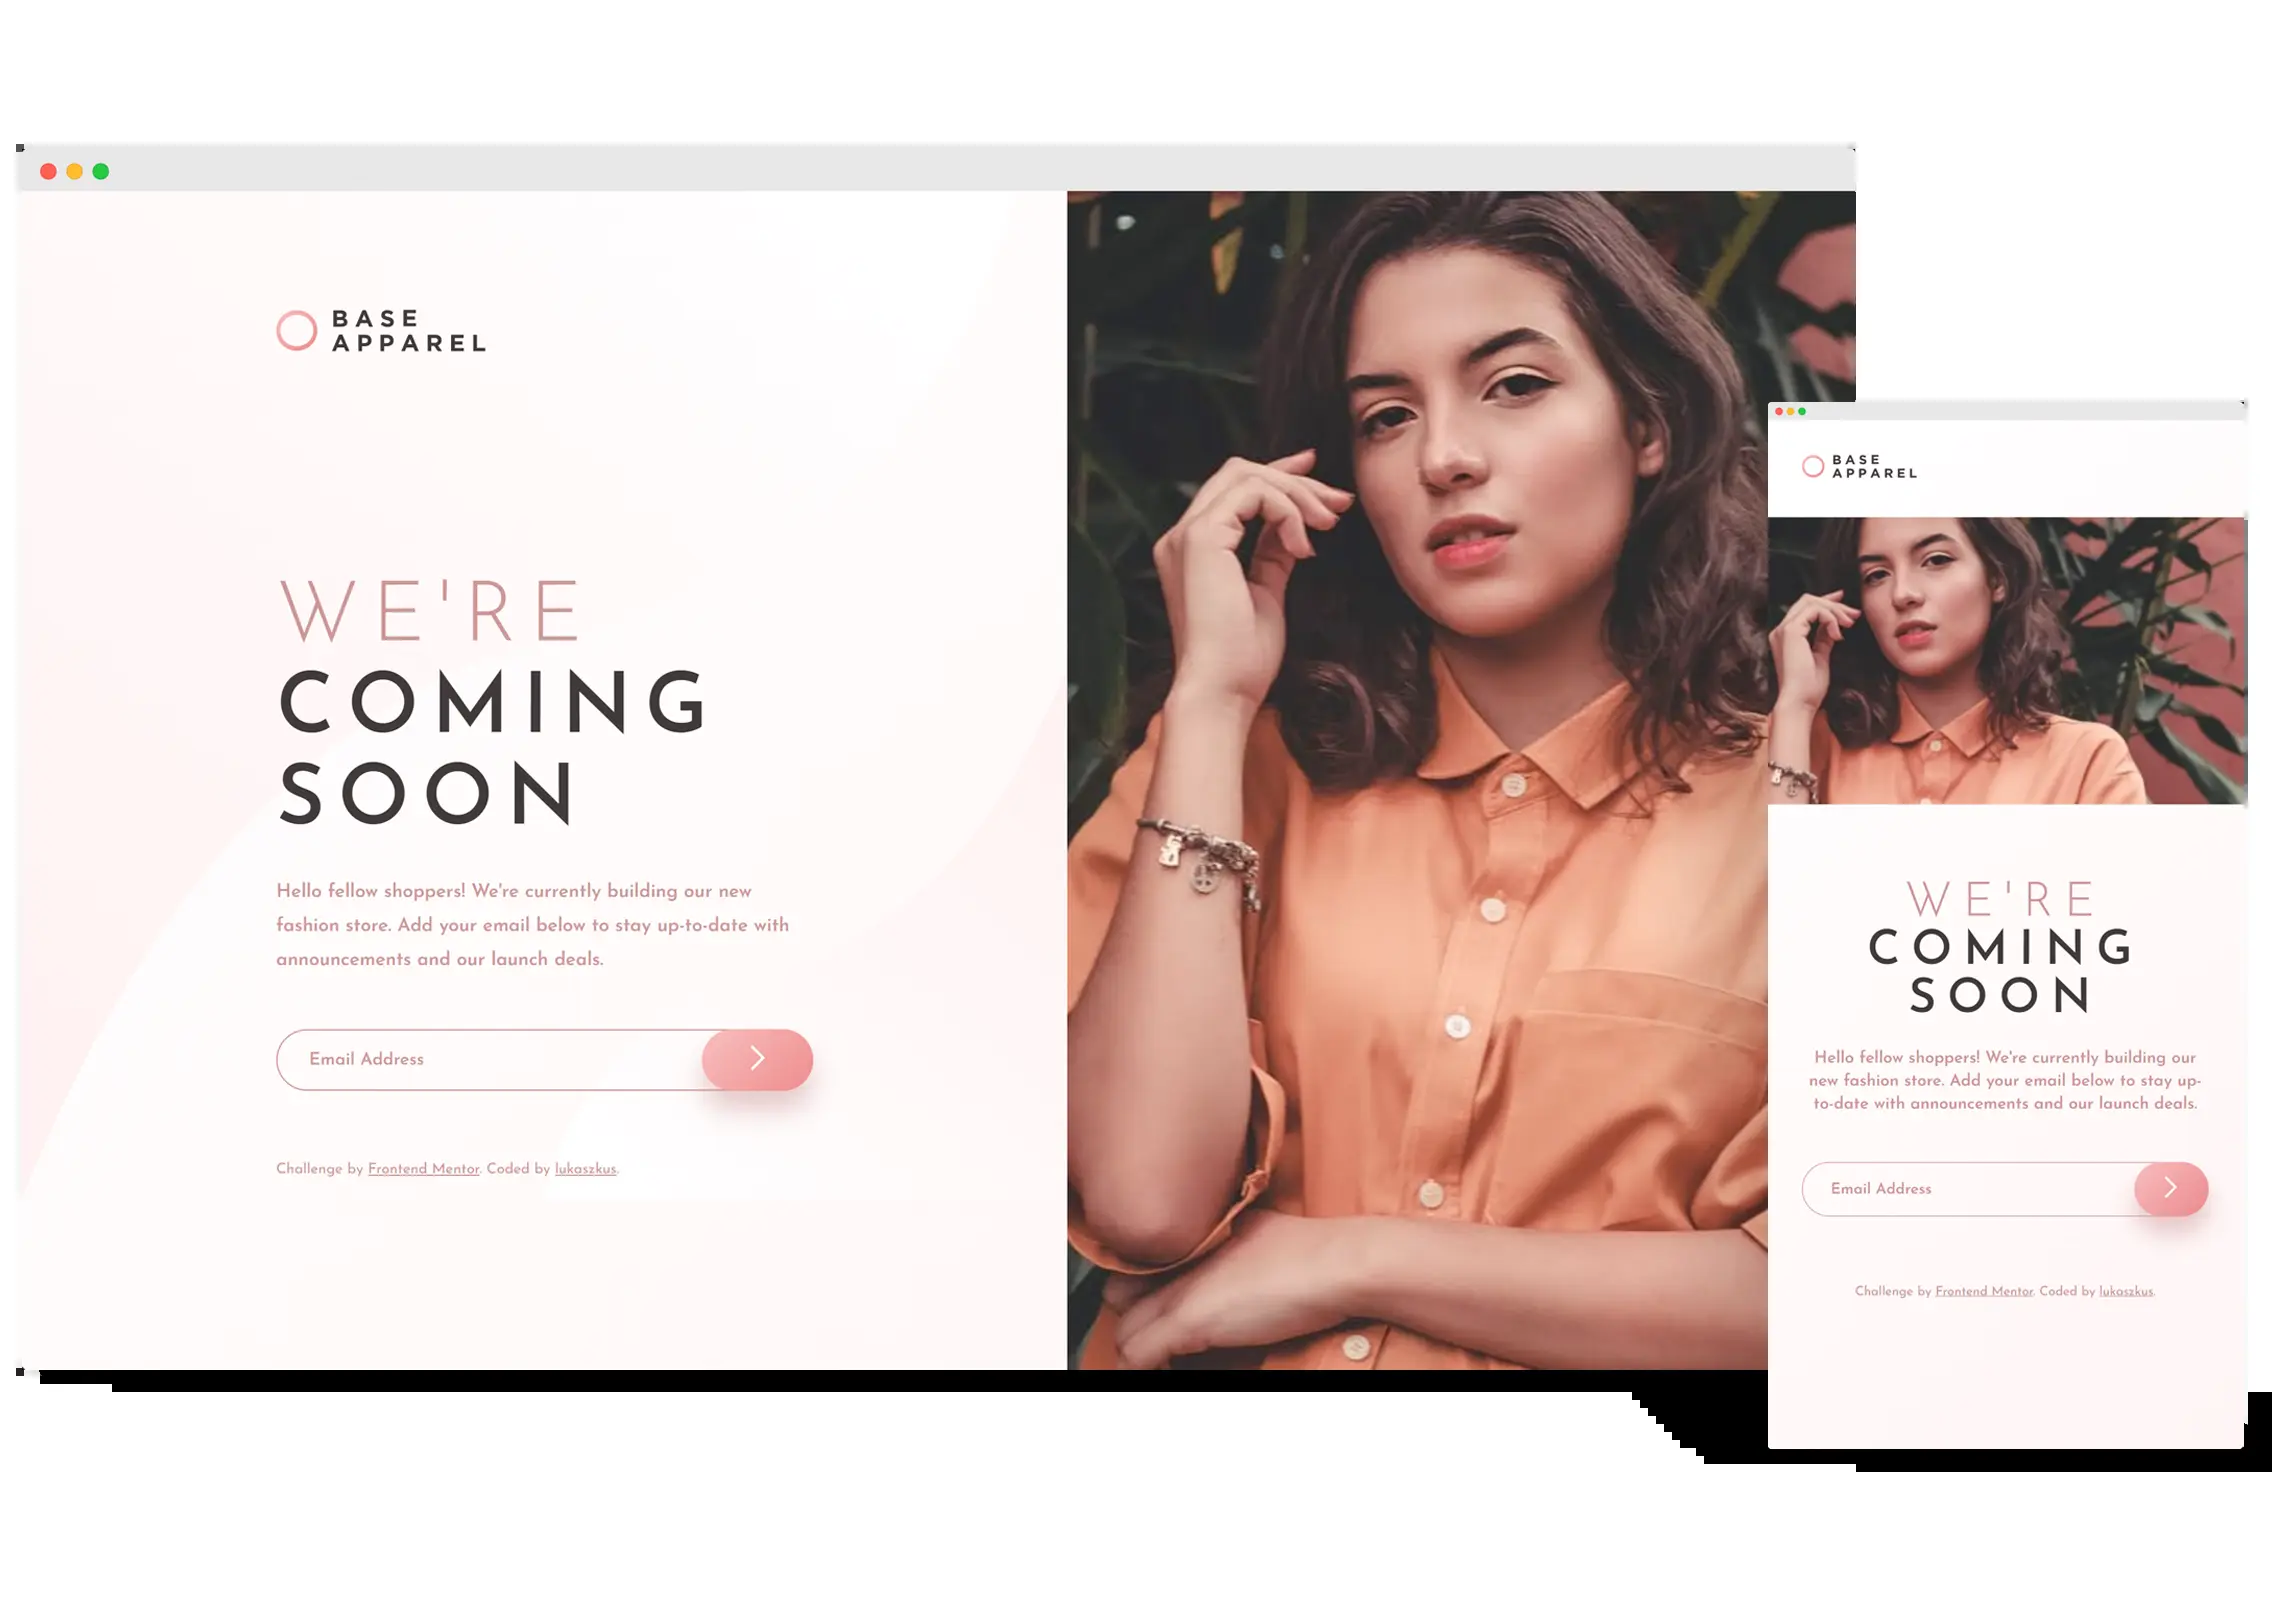 BASE
APPAREL
WE'RE
COMING
SOON
Hello fellow shoppers! We're currently building our new
fashion store. Add your email below to stay up-to-date with
announcements and our launch deals.
Email Address
Challenge by Frontend Mentor. Coded by lukaszkus.
BASE
APPAREL
WE'RE
COMING
SOON
Hello fellow shoppers! We're currently building our
new fashion store. Add your email below to stay up-
to-date with announcements and our launch deals.
Email Address
Challenge by Frontend Mentor. Coded by lukaszkus.